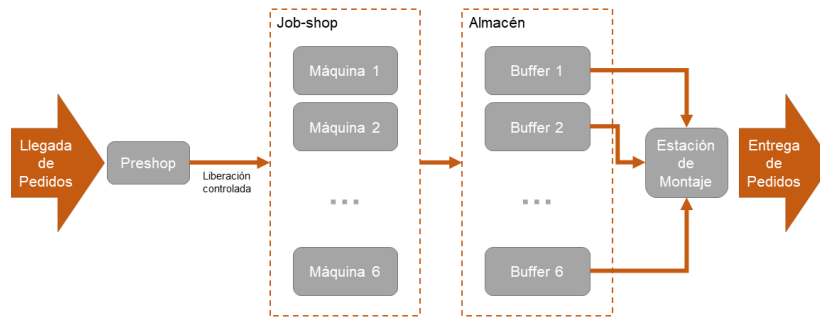 Llegada
de
Pedidos
Preshop
Liberación
controlada
Job-shop
Máquina 1
Máquina 2
...
Máquina 6
Almacén
Buffer 1
Buffer 2
...
Buffer 6
Estación
de
Montaje
Entrega
de
Pedidos